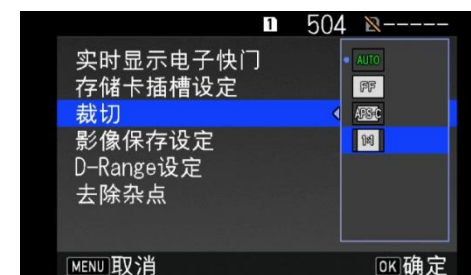 1 504 -----
实时显示电子快门 AUTO
存储卡插槽设定 FF
裁切 APS-C
影像保存设定 1:1
D-Range设定
去除杂点
MENU 取消 OK 确定